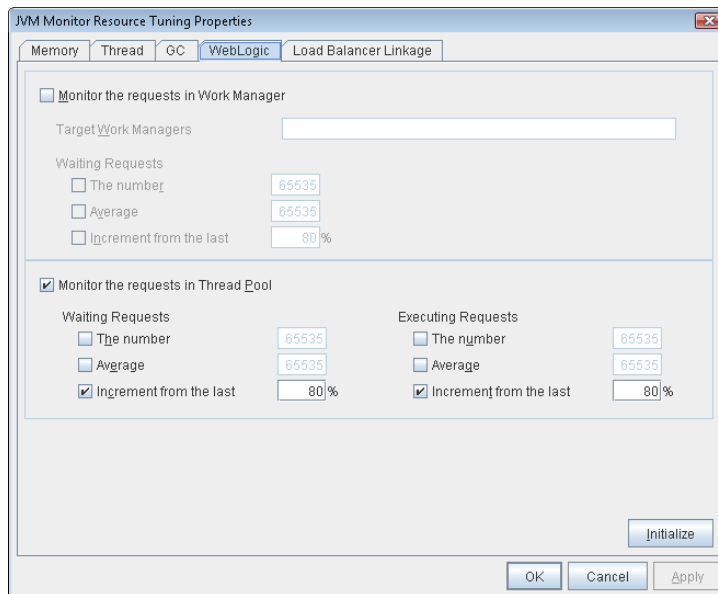 JVM Monitor Resource Tuning Properties
Memory Thread GC WebLogic Load Balancer Linkage
Monitor the requests in Work Manager
Target Work Managers
Waiting Requests
The number 65535
Average 65535
Increment from the last 80 %
Monitor the requests in Thread Pool
Waiting Requests Executing Requests
The number 65535 The number 65535
Average 65535 Average 65535
Increment from the last 80 % Increment from the last 80 %
Initialize
OK Cancel Apply